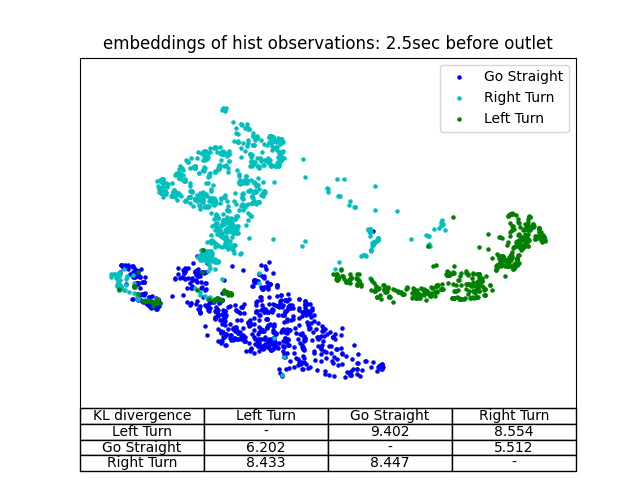 embeddings of hist observations: 2.5sec before outlet
Go Straight
Right Turn
Left Turn
KL divergence Left Turn Go Straight Right Turn
Left Turn - 9.402 8.554
Go Straight 6.202 - 5.512
Right Turn 8.433 8.447 -